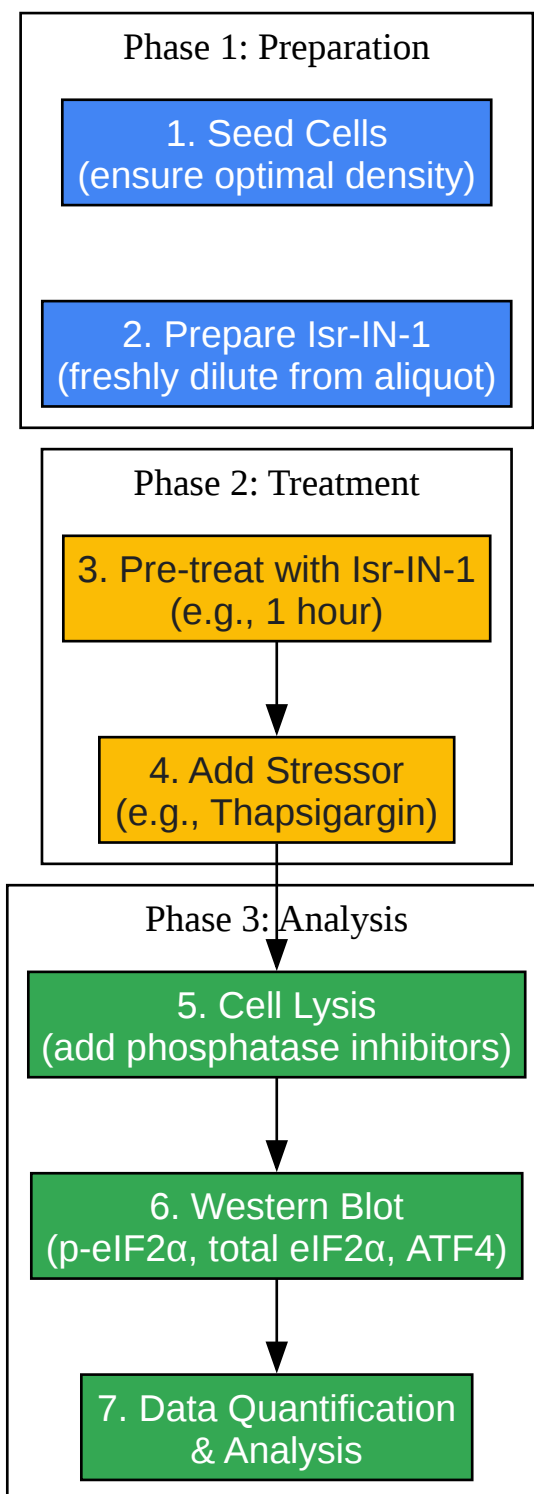 Phase 1: Preparation
1. Seed Cells
(ensure optimal density)
2. Prepare Isr-IN-1
(freshly dilute from aliquot)
Phase 2: Treatment
3. Pre-treat with Isr-IN-1
(e.g., 1 hour)
4. Add Stressor
(e.g., Thapsigargin)
Phase 3: Analysis
5. Cell Lysis
(add phosphatase inhibitors)
6. Western Blot
(p-eIF2α, total eIF2α, ATF4)
7. Data Quantification
& Analysis